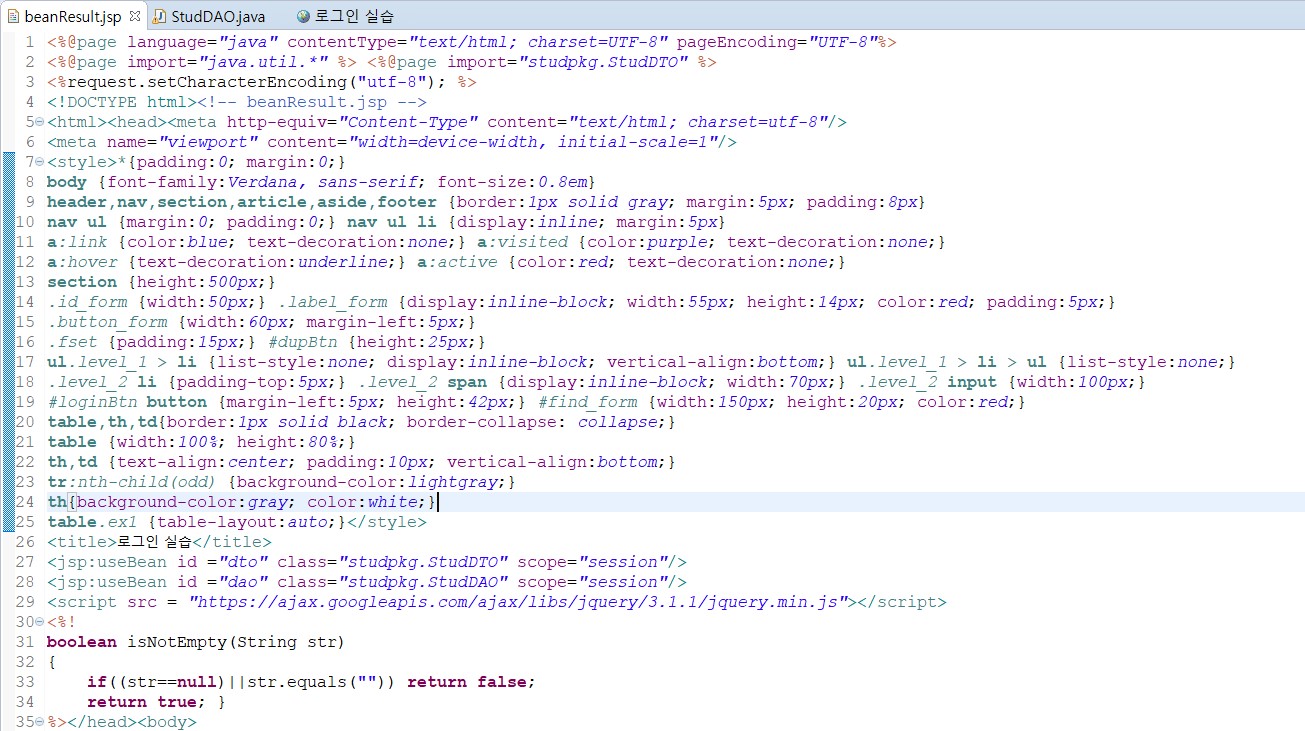 beanResult.jsp StudDAO.java 로그인 실습
1 <%@page language="java" contentType="text/html; charset=UTF-8" pageEncoding="UTF-8"%>
2 <%@page import="java.util.*" %> <%@page import="studpkg.StudDTO" %>
3 <%request.setCharacterEncoding("utf-8"); %>
4 <!DOCTYPE html><!-- beanResult.jsp -->
5 <html><head><meta http-equiv="Content-Type" content="text/html; charset=utf-8"/>
6 <meta name="viewport" content="width=device-width, initial-scale=1"/>
7 <style>*{padding:0; margin:0;}
8 body {font-family:Verdana, sans-serif; font-size:0.8em}
9 header,nav,section,article,aside,footer {border:1px solid gray; margin:5px; padding:8px}
10 nav ul {margin:0; padding:0;} nav ul li {display:inline; margin:5px}
11 a:link {color:blue; text-decoration:none;} a:visited {color:purple; text-decoration:none;}
12 a:hover {text-decoration:underline;} a:active {color:red; text-decoration:none;}
13 section {height:500px;}
14 .id_form {width:50px;} .label_form {display:inline-block; width:55px; height:14px; color:red; padding:5px;}
15 .button_form {width:60px; margin-left:5px;}
16 .fset {padding:15px;} #dupBtn {height:25px;}
17 ul.level_1 > li {list-style:none; display:inline-block; vertical-align:bottom;} ul.level_1 > li > ul {list-style:none;}
18 .level_2 li {padding-top:5px;} .level_2 span {display:inline-block; width:70px;} .level_2 input {width:100px;}
19 #loginBtn button {margin-left:5px; height:42px;} #find_form {width:150px; height:20px; color:red;}
20 table,th,td{border:1px solid black; border-collapse: collapse;}
21 table {width:100%; height:80%;}
22 th,td {text-align:center; padding:10px; vertical-align:bottom;}
23 tr:nth-child(odd) {background-color:lightgray;}
24 th{background-color:gray; color:white;}
25 table.ex1 {table-layout:auto;}</style>
26 <title>로그인 실습</title>
27 <jsp:useBean id ="dto" class="studpkg.StudDTO" scope="session"/>
28 <jsp:useBean id ="dao" class="studpkg.StudDAO" scope="session"/>
29 <script src = "https://ajax.googleapis.com/ajax/libs/jquery/3.1.1/jquery.min.js"></script>
30 <%!
31 boolean isNotEmpty(String str)
32 {
33 if((str==null)||str.equals("")) return false;
34 return true; }
35 %></head><body>